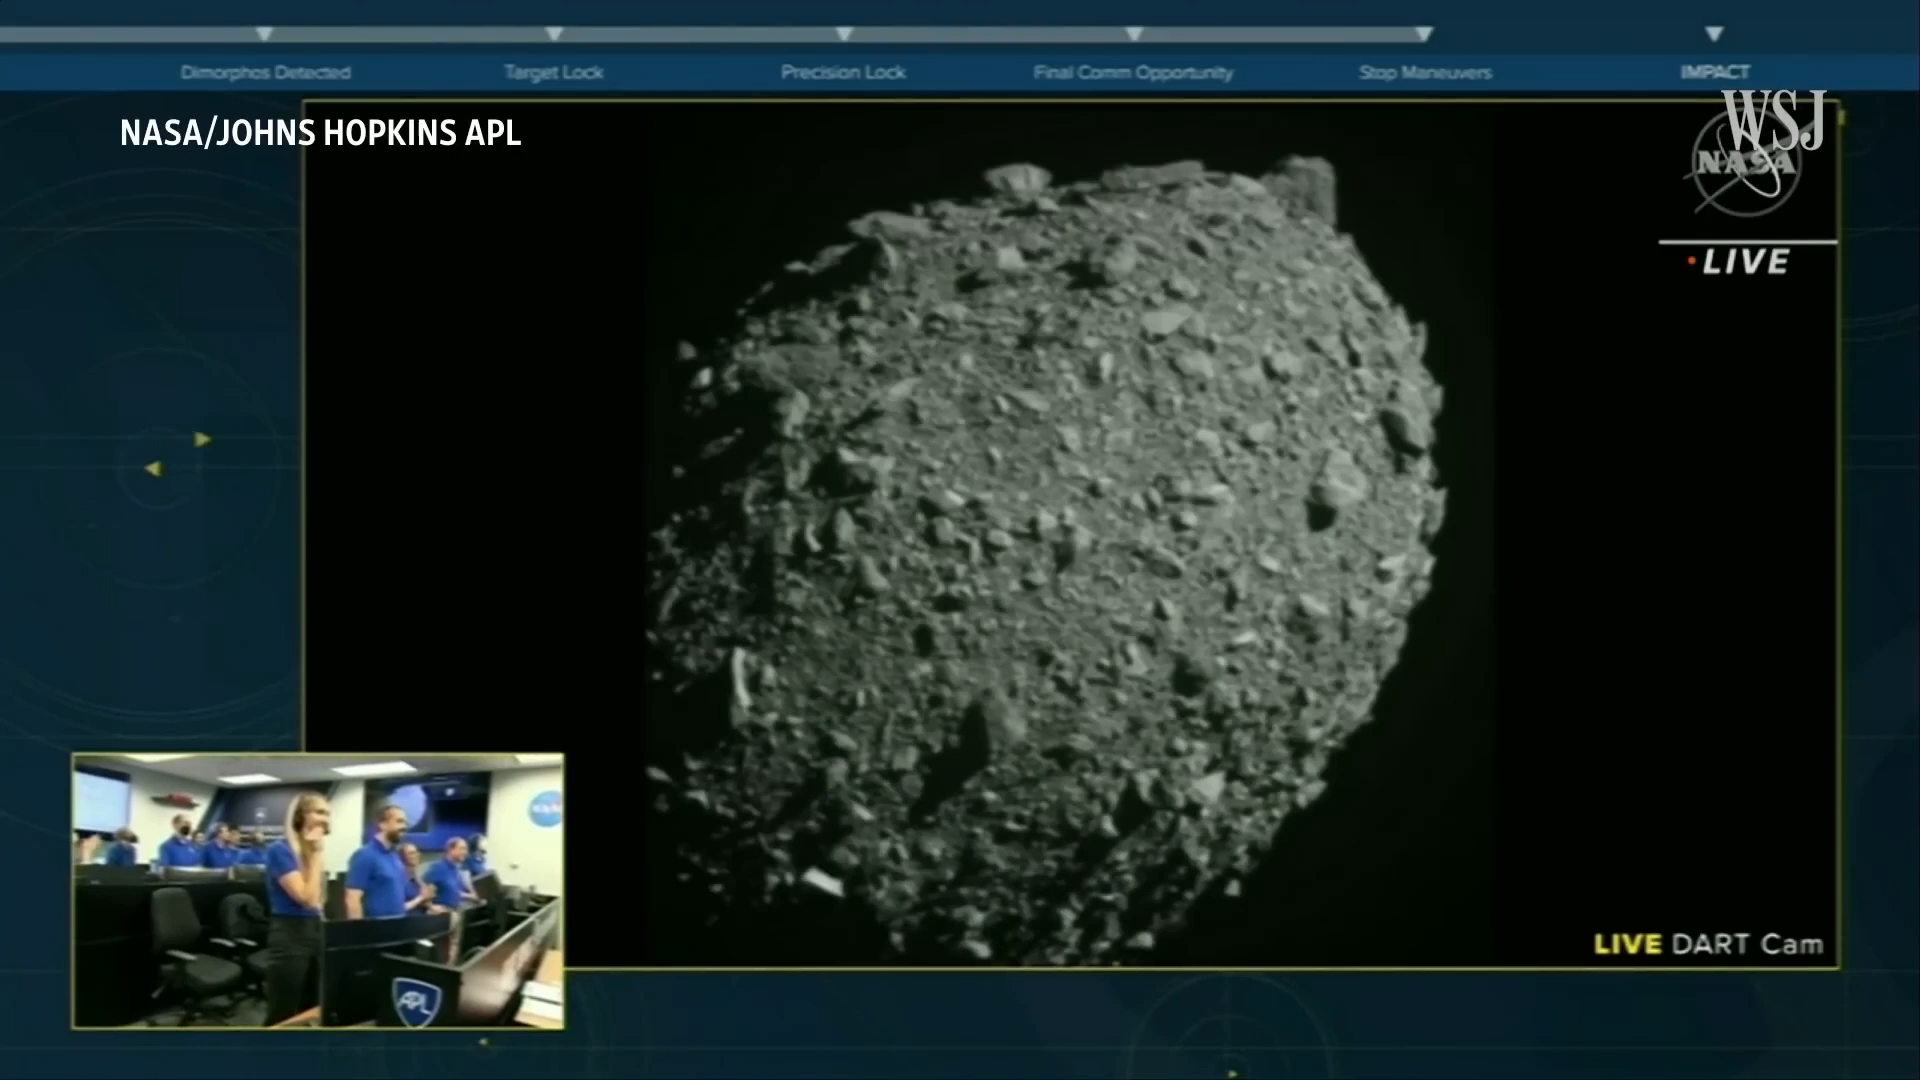 Dimorphos Detected
Target Lock
Precision Lock
Final Comm Opportunity
Stop Maneuvers
IMPACT
NASA/JOHNS HOPKINS APL
WSJ
NASA
LIVE
NASA
APL
LIVE DART Cam